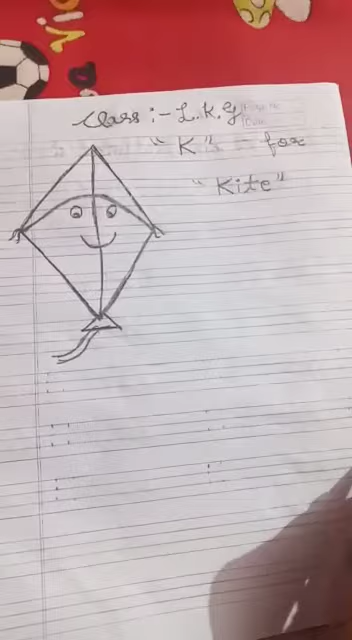 Class :- L.K.G
"K" - for
"Kite"